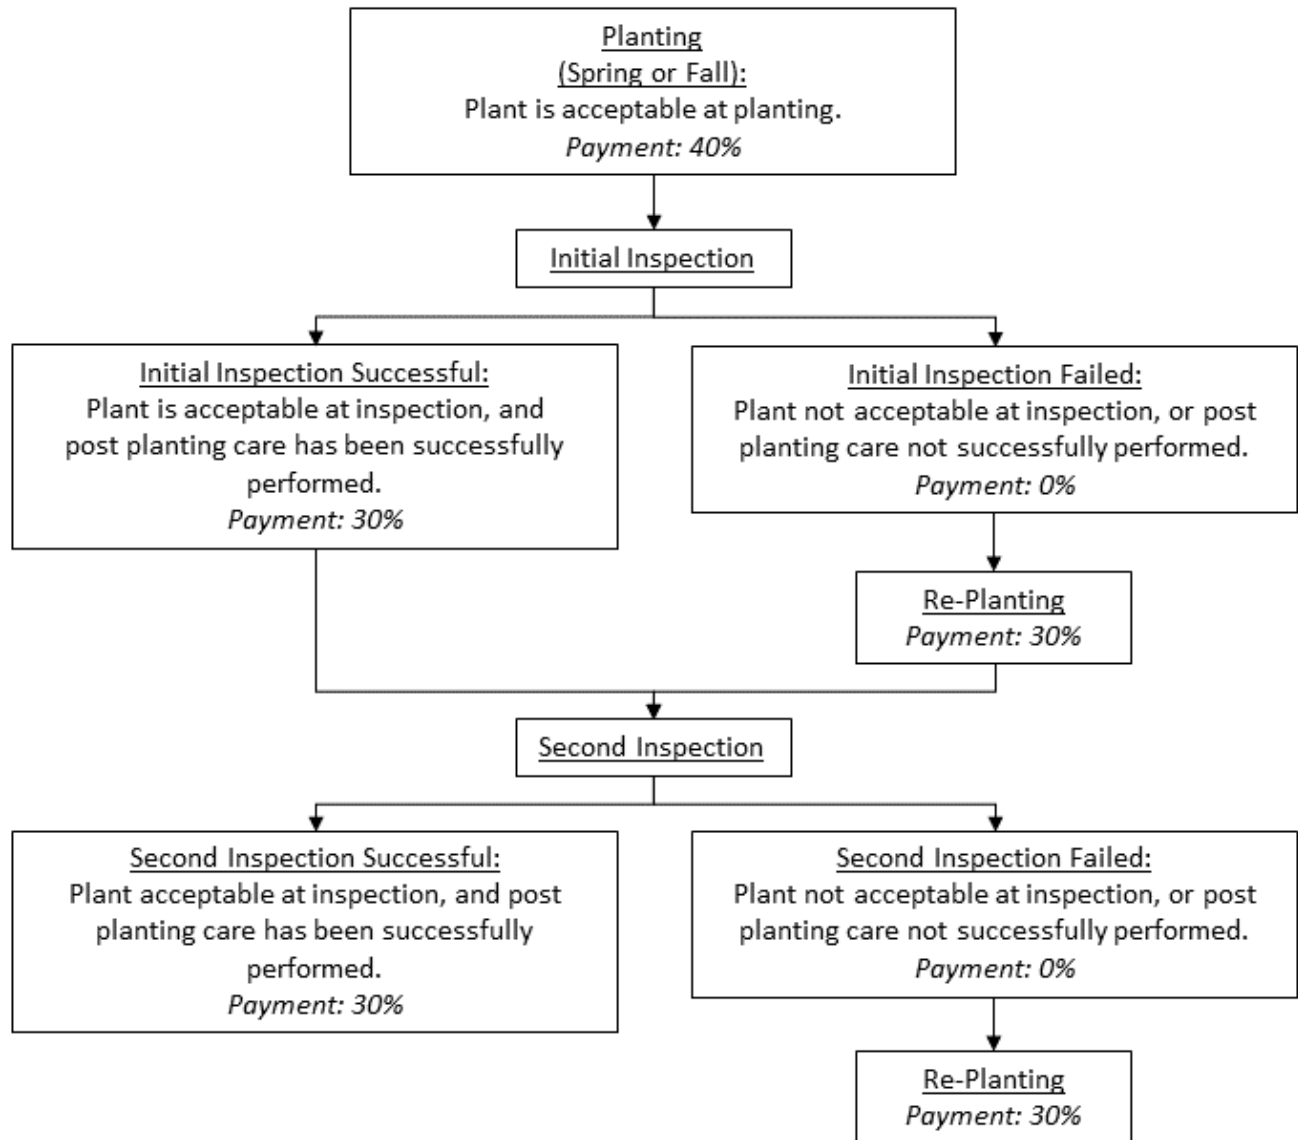 Planting
(Spring or Fall):
Plant is acceptable at planting.
Payment: 40%
Initial Inspection
Initial Inspection Successful:
Plant is acceptable at inspection, and
post planting care has been successfully
performed.
Payment: 30%
Initial Inspection Failed:
Plant not acceptable at inspection, or post
planting care not successfully performed.
Payment: 0%
Re-Planting
Payment: 30%
Second Inspection
Second Inspection Successful:
Plant acceptable at inspection, and post
planting care has been successfully
performed.
Payment: 30%
Second Inspection Failed:
Plant not acceptable at inspection, or post
planting care not successfully performed.
Payment: 0%
Re-Planting
Payment: 30%